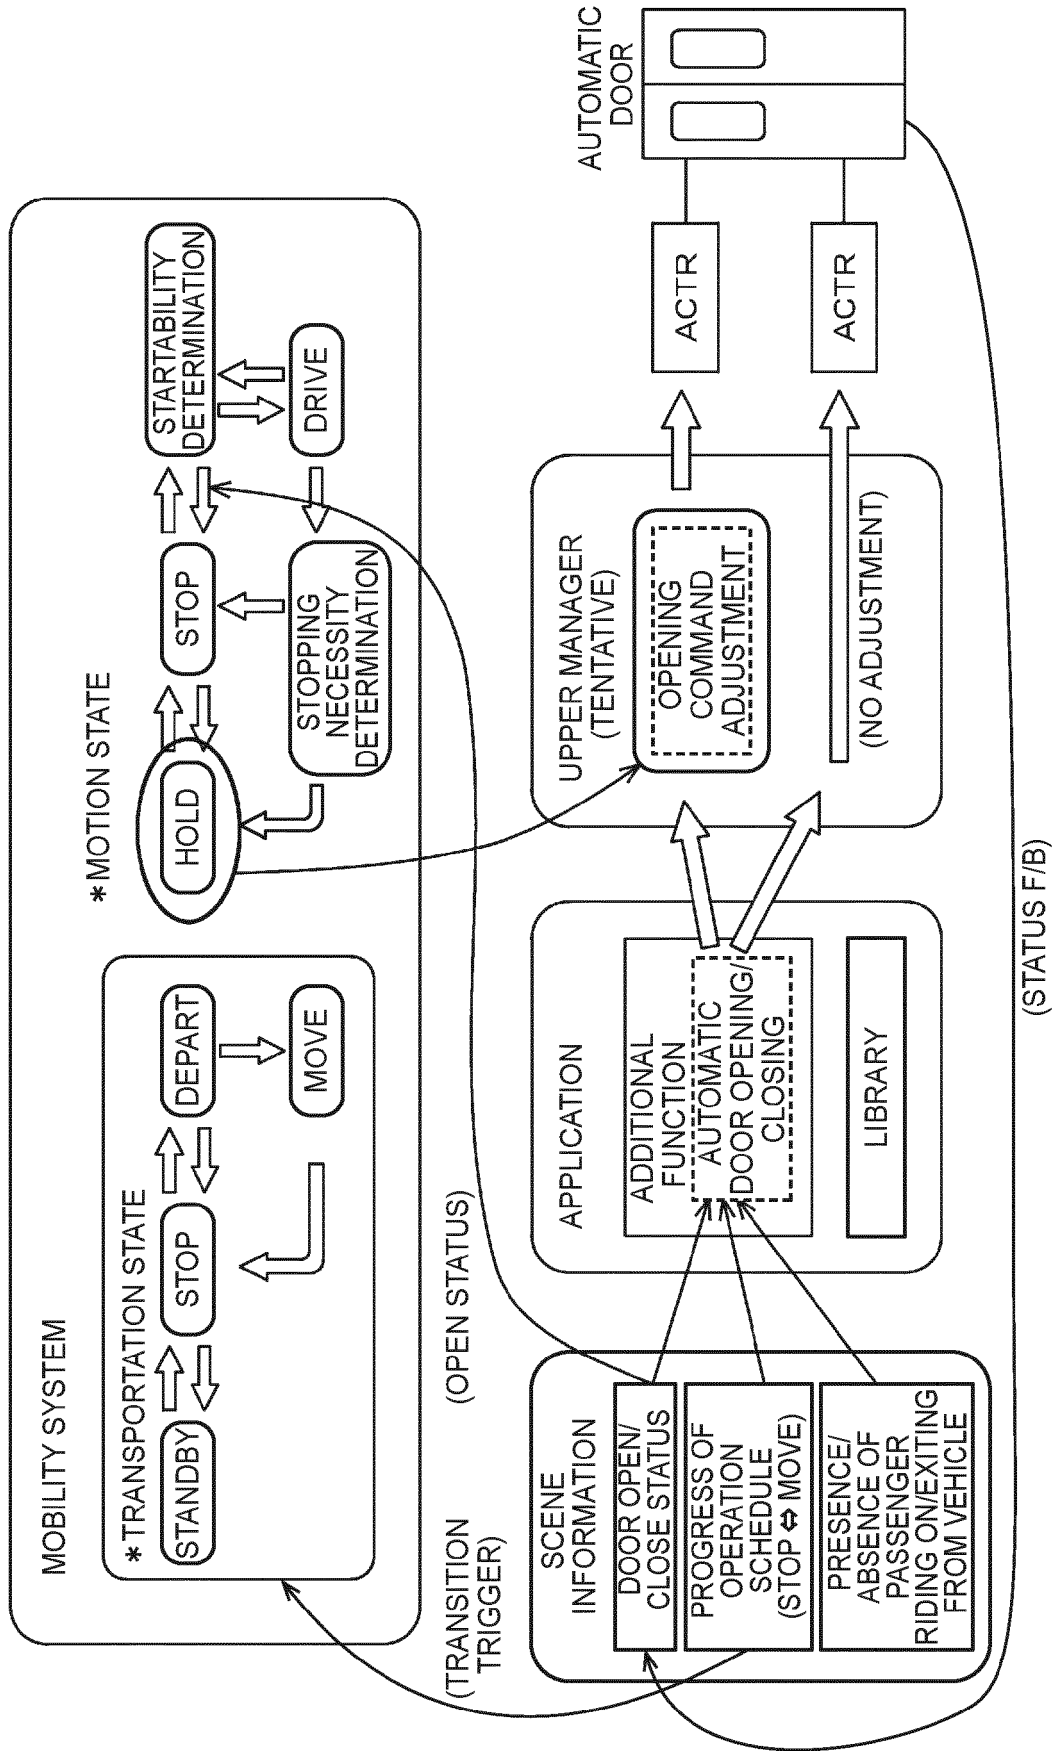 MOBILITY SYSTEM
*TRANSPORTATION STATE
STANDBY
STOP
DEPART
MOVE
*MOTION STATE
HOLD
STOP
STARTABILITY
DETERMINATION
DRIVE
STOPPING
NECESSITY
DETERMINATION
(TRANSITION
TRIGGER)
(OPEN STATUS)
SCENE
INFORMATION
DOOR OPEN/
CLOSE STATUS
PROGRESS OF
OPERATION
SCHEDULE
(STOP ⇔ MOVE)
PRESENCE/
ABSENCE OF
PASSENGER
RIDING ON/EXITING
FROM VEHICLE
APPLICATION
ADDITIONAL
FUNCTION
AUTOMATIC
DOOR OPENING/
CLOSING
LIBRARY
UPPER MANAGER
(TENTATIVE)
OPENING
COMMAND
ADJUSTMENT
(NO ADJUSTMENT)
ACTR
ACTR
AUTOMATIC
DOOR
(STATUS F/B)